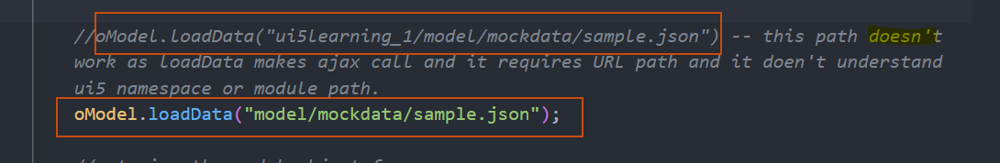 //oModel.loadData("ui5learning_1/model/mockdata/sample.json") -- this path doesn't
work as loadData makes ajax call and it requires URL path and it doen't understand
ui5 namespace or module path.
oModel.loadData("model/mockdata/sample.json");